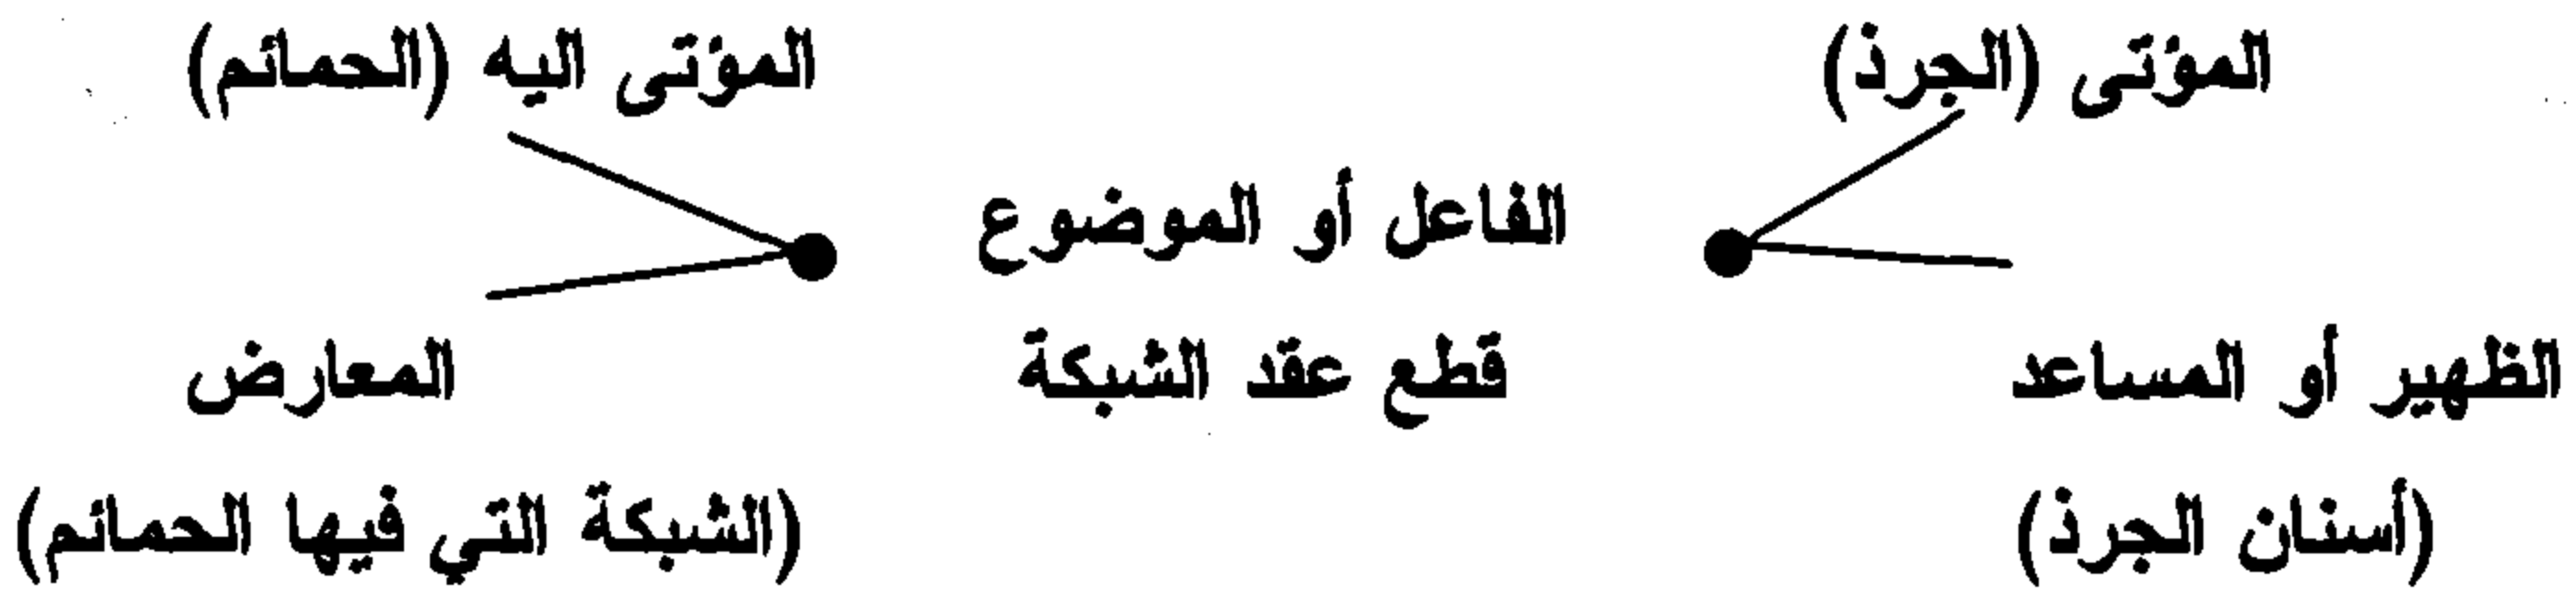 المؤتى (الجرذ)
المؤتى اليه (الحمائم)
الفاعل أو الموضوع
الظهير أو المساعد
قطع عقد الشبكة
المعارض
(أسنان الجرذ)
(الشبكة التي فيها الحمائم)